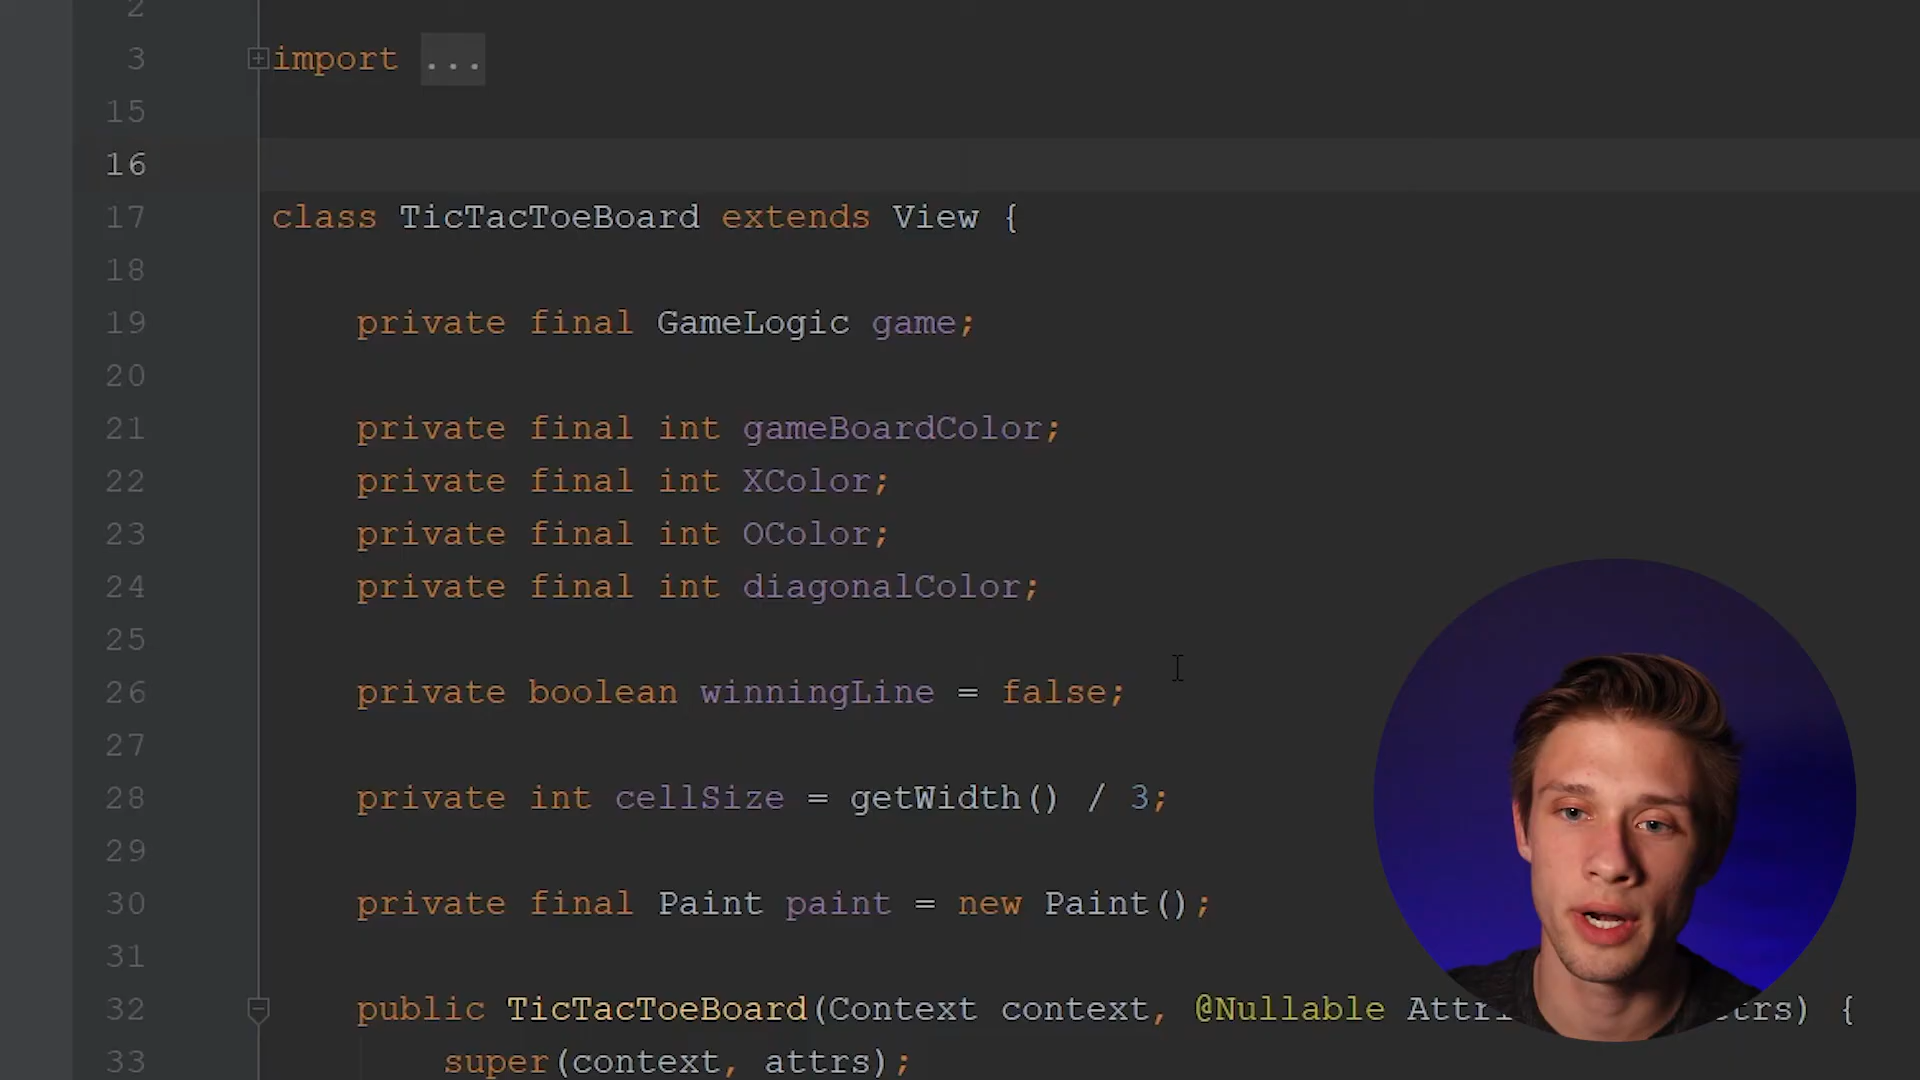 2
3 import ...
15
16
17 class TicTacToeBoard extends View {
18
19 private final GameLogic game;
20
21 private final int gameBoardColor;
22 private final int XColor;
23 private final int OColor;
24 private final int diagonalColor;
25
26 private boolean winningLine = false;
27
28 private int cellSize = getWidth() / 3;
29
30 private final Paint paint = new Paint();
31
32 public TicTacToeBoard(Context context, @Nullable Attri trs) {
33 super(context, attrs);